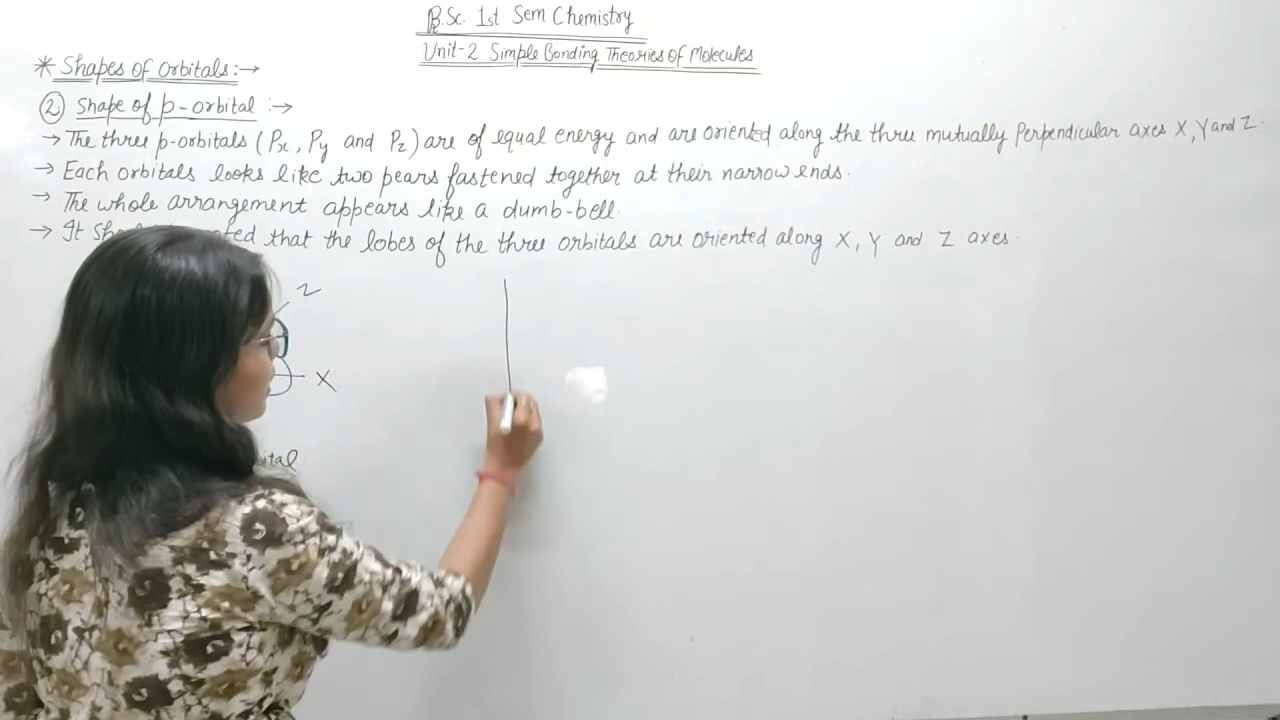 B.Sc. 1st Sem Chemistry
Unit-2 Simple Bonding Theories of Molecules
* Shapes of orbitals:→
② Shape of p-orbital :→
→ The three p-orbitals (Px, Py and Pz) are of equal energy and are oriented along the three mutually perpendicular axes X, Y and Z.
→ Each orbitals looks like two pears fastened together at their narrow ends.
→ The whole arrangement appears like a dumb-bell.
→ It that the lobes of the three orbitals are oriented along X, Y and Z axes.
Z
X